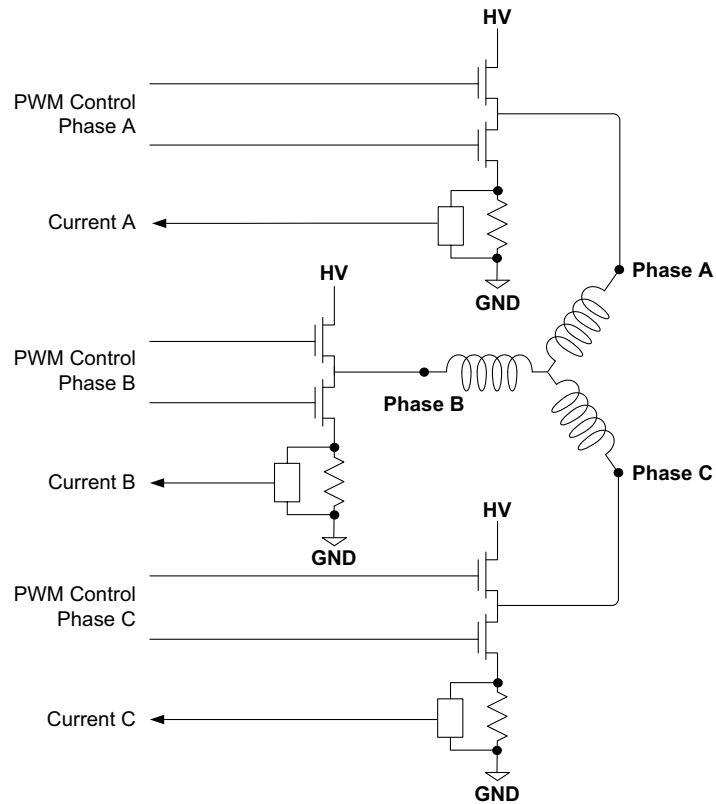 HV
PWM Control
Phase A
Current A
GND
Phase A
HV
PWM Control
Phase B
Phase B
Current B
GND
Phase C
HV
PWM Control
Phase C
Current C
GND